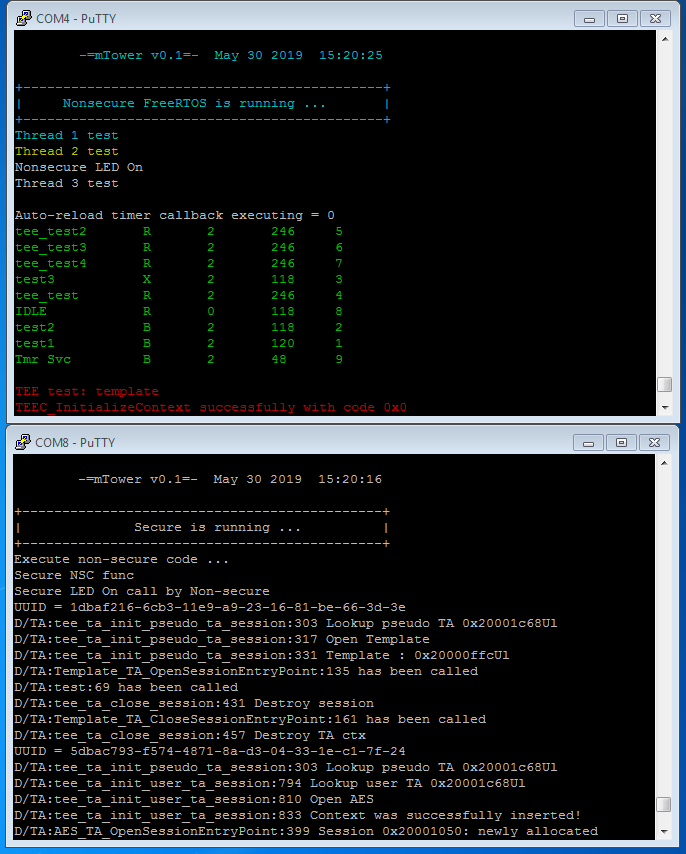 COM4 - PuTTY
-=mTower v0.1=- May 30 2019 15:20:25
+---------------------------------------------+
| Nonsecure FreeRTOS is running ... |
+---------------------------------------------+
Thread 1 test
Thread 2 test
Nonsecure LED On
Thread 3 test
Auto-reload timer callback executing = 0
tee_test2 R 2 246 5
tee_test3 R 2 246 6
tee_test4 R 2 246 7
test3 X 2 118 3
tee_test R 2 246 4
IDLE R 0 118 8
test2 B 2 118 2
test1 B 2 120 1
Tmr Svc B 2 48 9
TEE test: template
TEEC_InitializeContext successfully with code 0x0
COM8 - PuTTY
-=mTower v0.1=- May 30 2019 15:20:16
+---------------------------------------------+
| Secure is running ... |
+---------------------------------------------+
Execute non-secure code ...
Secure NSC func
Secure LED On call by Non-secure
UUID = 1dbaf216-6cb3-11e9-a9-23-16-81-be-66-3d-3e
D/TA:tee_ta_init_pseudo_ta_session:303 Lookup pseudo TA 0x20001c68Ul
D/TA:tee_ta_init_pseudo_ta_session:317 Open Template
D/TA:tee_ta_init_pseudo_ta_session:331 Template : 0x20000ffcUl
D/TA:Template_TA_OpenSessionEntryPoint:135 has been called
D/TA:test:69 has been called
D/TA:tee_ta_close_session:431 Destroy session
D/TA:Template_TA_CloseSessionEntryPoint:161 has been called
D/TA:tee_ta_close_session:457 Destroy TA ctx
UUID = 5dbac793-f574-4871-8a-d3-04-33-1e-c1-7f-24
D/TA:tee_ta_init_pseudo_ta_session:303 Lookup pseudo TA 0x20001c68Ul
D/TA:tee_ta_init_user_ta_session:794 Lookup user TA 0x20001c68Ul
D/TA:tee_ta_init_user_ta_session:810 Open AES
D/TA:tee_ta_init_user_ta_session:833 Context was successfully inserted!
D/TA:AES_TA_OpenSessionEntryPoint:399 Session 0x20001050: newly allocated